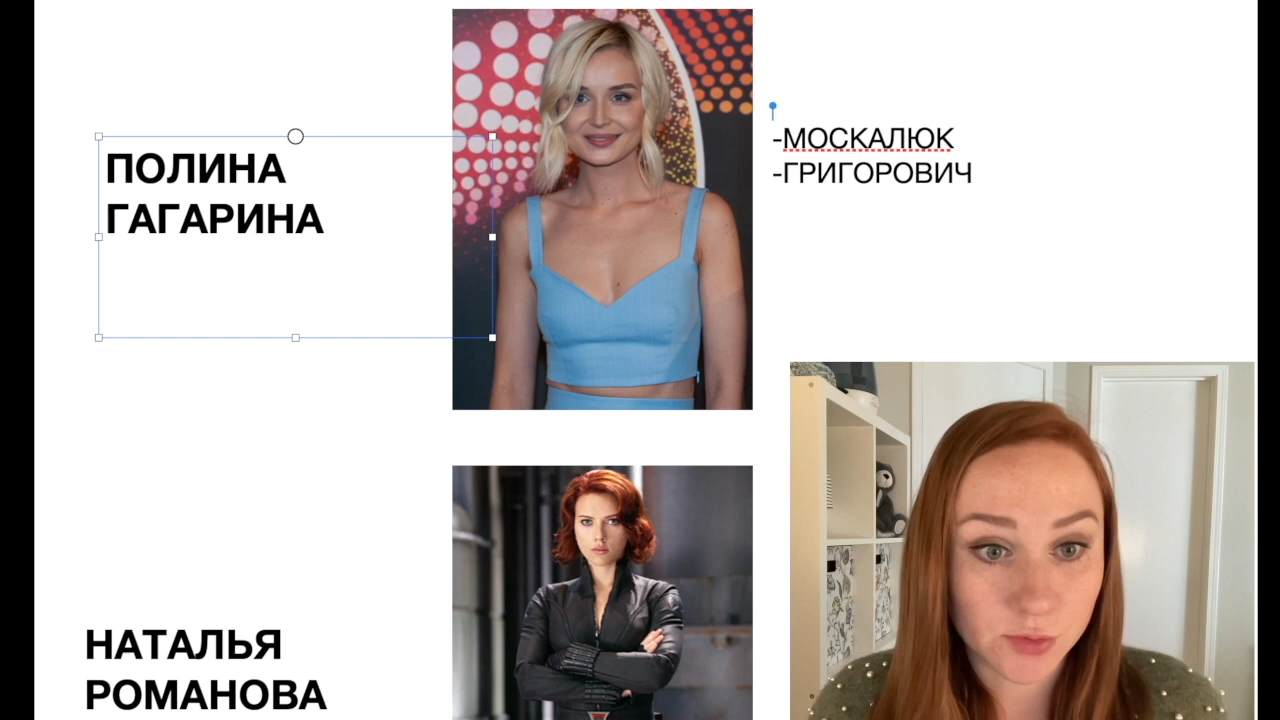 ПОЛИНА
ГАГАРИНА
-МОСКАЛЮК
-ГРИГОРОВИЧ
НАТАЛЬЯ
РОМАНОВА